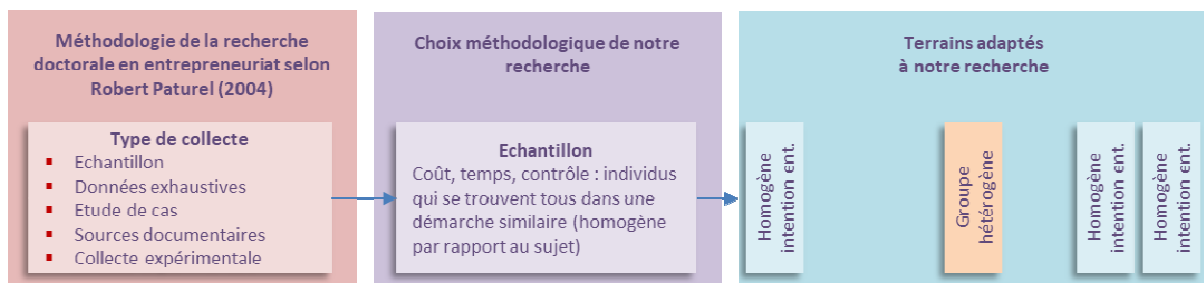 Méthodologie de la recherche
doctorale en entrepreneuriat selon
Robert Paturel (2004)
Type de collecte
▪ Echantillon
▪ Données exhaustives
▪ Etude de cas
▪ Sources documentaires
▪ Collecte expérimentale
Choix méthodologique de notre
recherche
Echantillon
Coût, temps, contrôle : individus
qui se trouvent tous dans une
démarche similaire (homogène
par rapport au sujet)
Terrains adaptés
à notre recherche
Homogène
intention ent.
Groupe
hétérogène
Homogène
intention ent.
Homogène
intention ent.